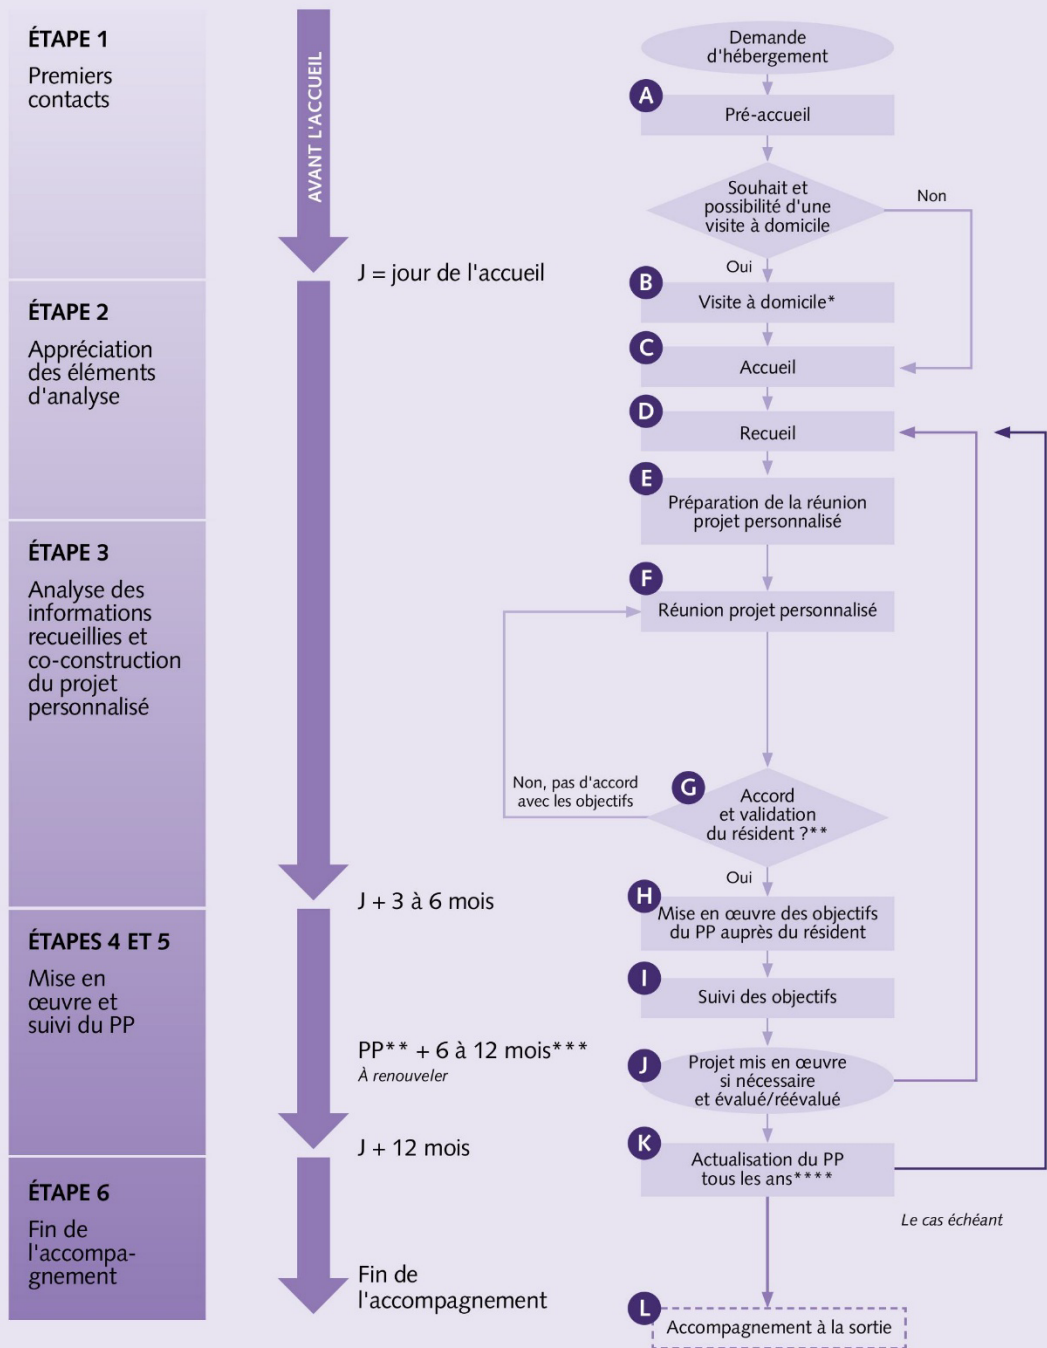 ÉTAPE 1
Premiers
contacts
ÉTAPE 2
Appréciation
des éléments
d'analyse
ÉTAPE 3
Analyse des
informations
recueillies et
co-construction
du projet
personnalisé
ÉTAPES 4 ET 5
Mise en
œuvre et
suivi du PP
ÉTAPE 6
Fin de
l'accompa-
gnement
AVANT L'ACCUEIL
J = jour de l'accueil
J + 3 à 6 mois
PP** + 6 à 12 mois***
À renouveler
J + 12 mois
Fin de
l'accompagnement
Demande
d'hébergement
A
Pré-accueil
Souhait et
possibilité d'une
visite à domicile
Non
Oui
B
Visite à domicile*
C
Accueil
D
Recueil
E
Préparation de la réunion
projet personnalisé
F
Réunion projet personnalisé
Non, pas d'accord
avec les objectifs
G
Accord
et validation
du résident ?**
Oui
H
Mise en œuvre des objectifs
du PP auprès du résident
I
Suivi des objectifs
J
Projet mis en œuvre
si nécessaire
et évalué/réévalué
K
Actualisation du PP
tous les ans****
Le cas échéant
L
Accompagnement à la sortie